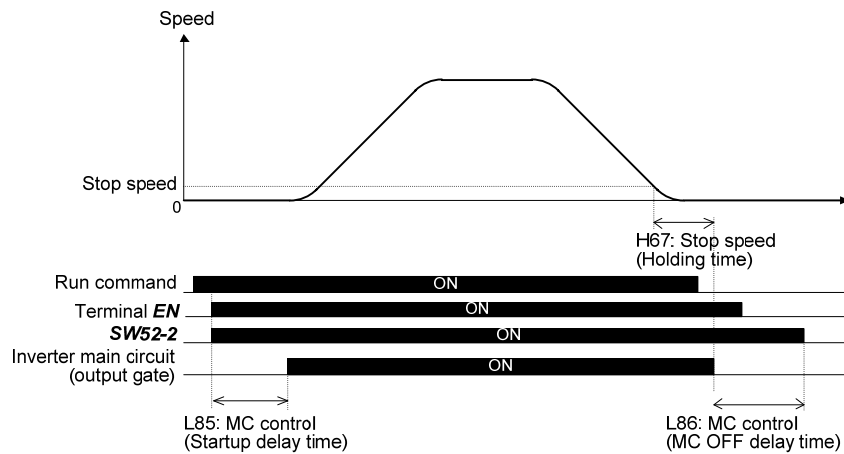 Speed
Stop speed
0
H67: Stop speed
(Holding time)
Run command
ON
Terminal EN
ON
SW52-2
ON
Inverter main circuit
(output gate)
ON
L85: MC control
(Startup delay time)
L86: MC control
(MC OFF delay time)